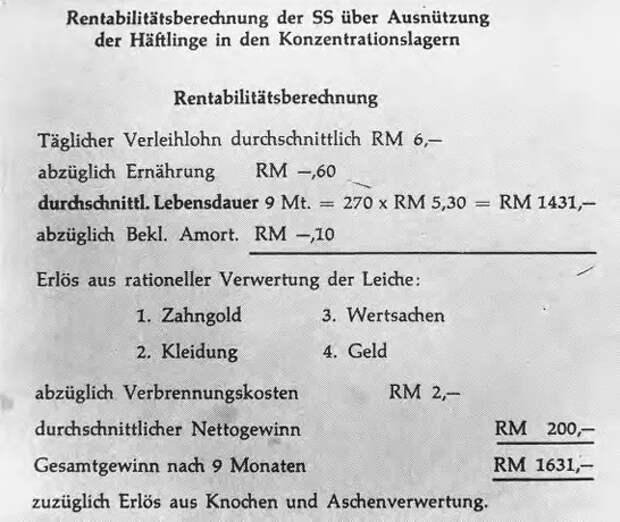 Rentabilitätsberechnung der SS über Ausnützung
der Häftlinge in den Konzentrationslagern
Rentabilitätsberechnung
Täglicher Verleihlohn durchschnittlich RM 6,—
abzüglich Ernährung RM —,60
durchschnittl. Lebensdauer 9 Mt. = 270 x RM 5,30 = RM 1431,—
abzüglich Bekl. Amort. RM —,10
Erlös aus rationeller Verwertung der Leiche:
1. Zahngold 3. Wertsachen
2. Kleidung 4. Geld
abzüglich Verbrennungskosten RM 2,—
durchschnittlicher Nettogewinn RM 200,—
Gesamtgewinn nach 9 Monaten RM 1631,—
zuzüglich Erlös aus Knochen und Aschenverwertung.